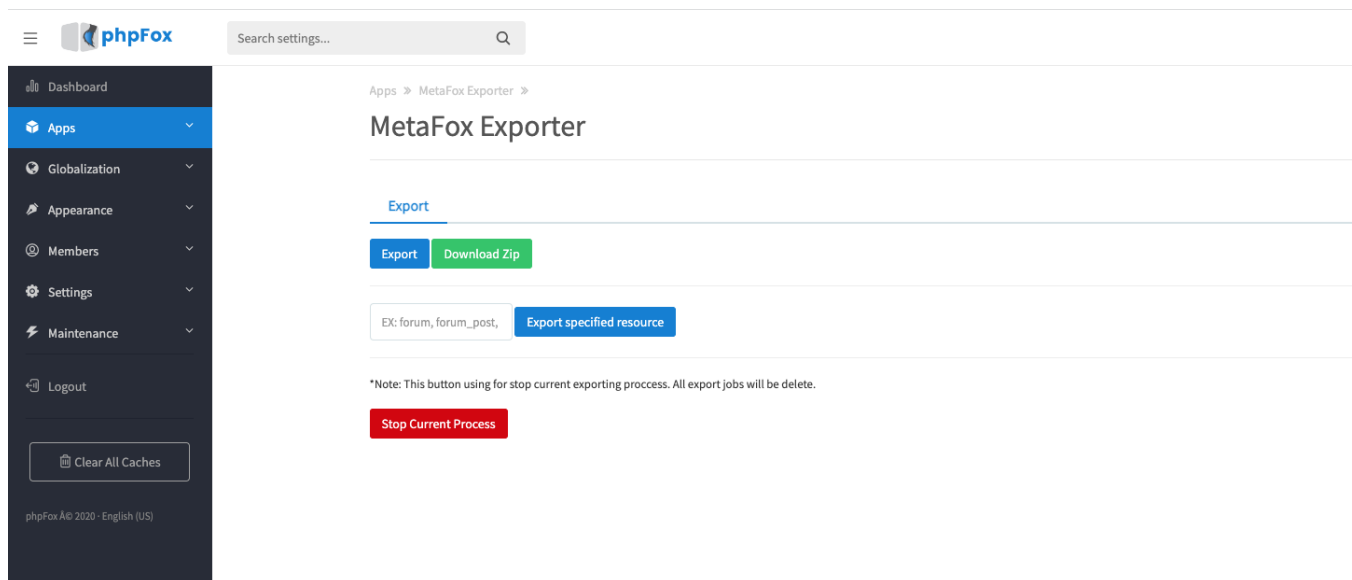 phpFox
Search settings...
Dashboard
Apps
Globalization
Appearance
Members
Settings
Maintenance
Logout
Clear All Caches
phpFox Â© 2020 - English (US)
Apps » MetaFox Exporter »
MetaFox Exporter
Export
Export Download Zip
EX: forum, forum_post, Export specified resource
*Note: This button using for stop current exporting proccess. All export jobs will be delete.
Stop Current Process